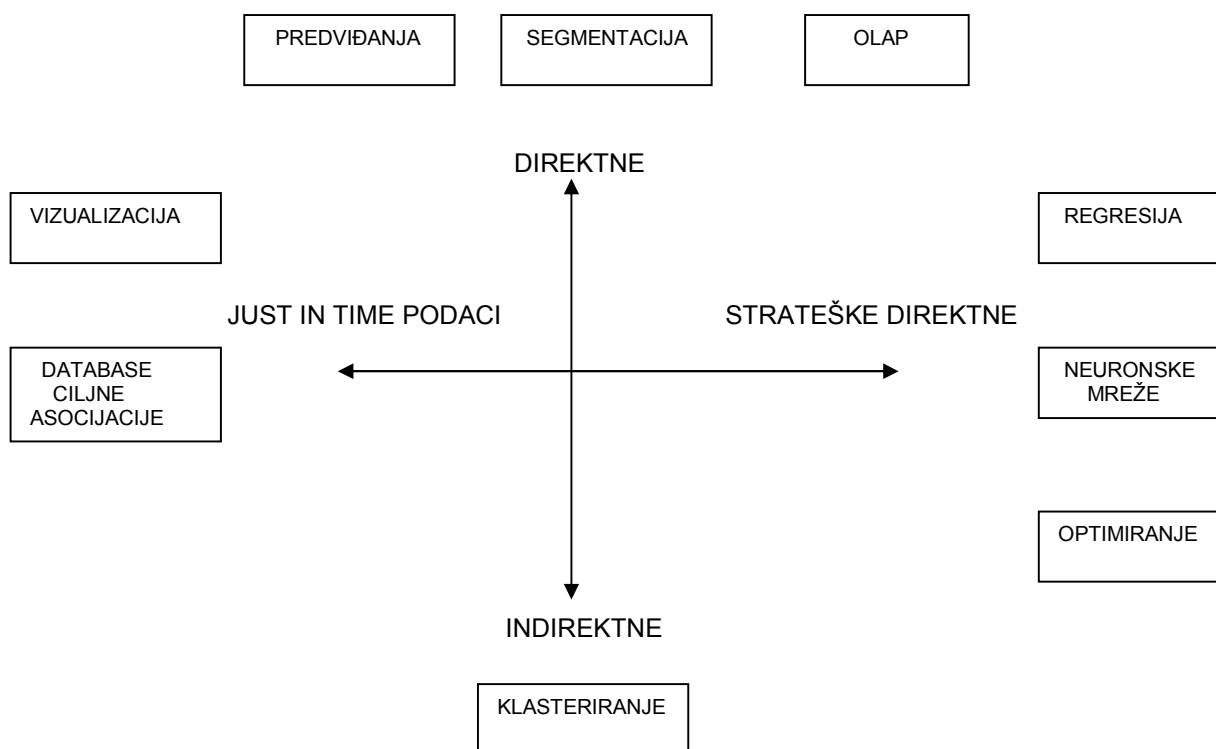 PREDVIĐANJA
SEGMENTACIJA
OLAP
DIREKTNE
VIZUALIZACIJA
REGRESIJA
JUST IN TIME PODACI
STRATEŠKE DIREKTNE
DATABASE
CILJNE
ASOCIJACIJE
NEURONSKE
MREŽE
OPTIMIRANJE
INDIREKTNE
KLASTERIRANJE